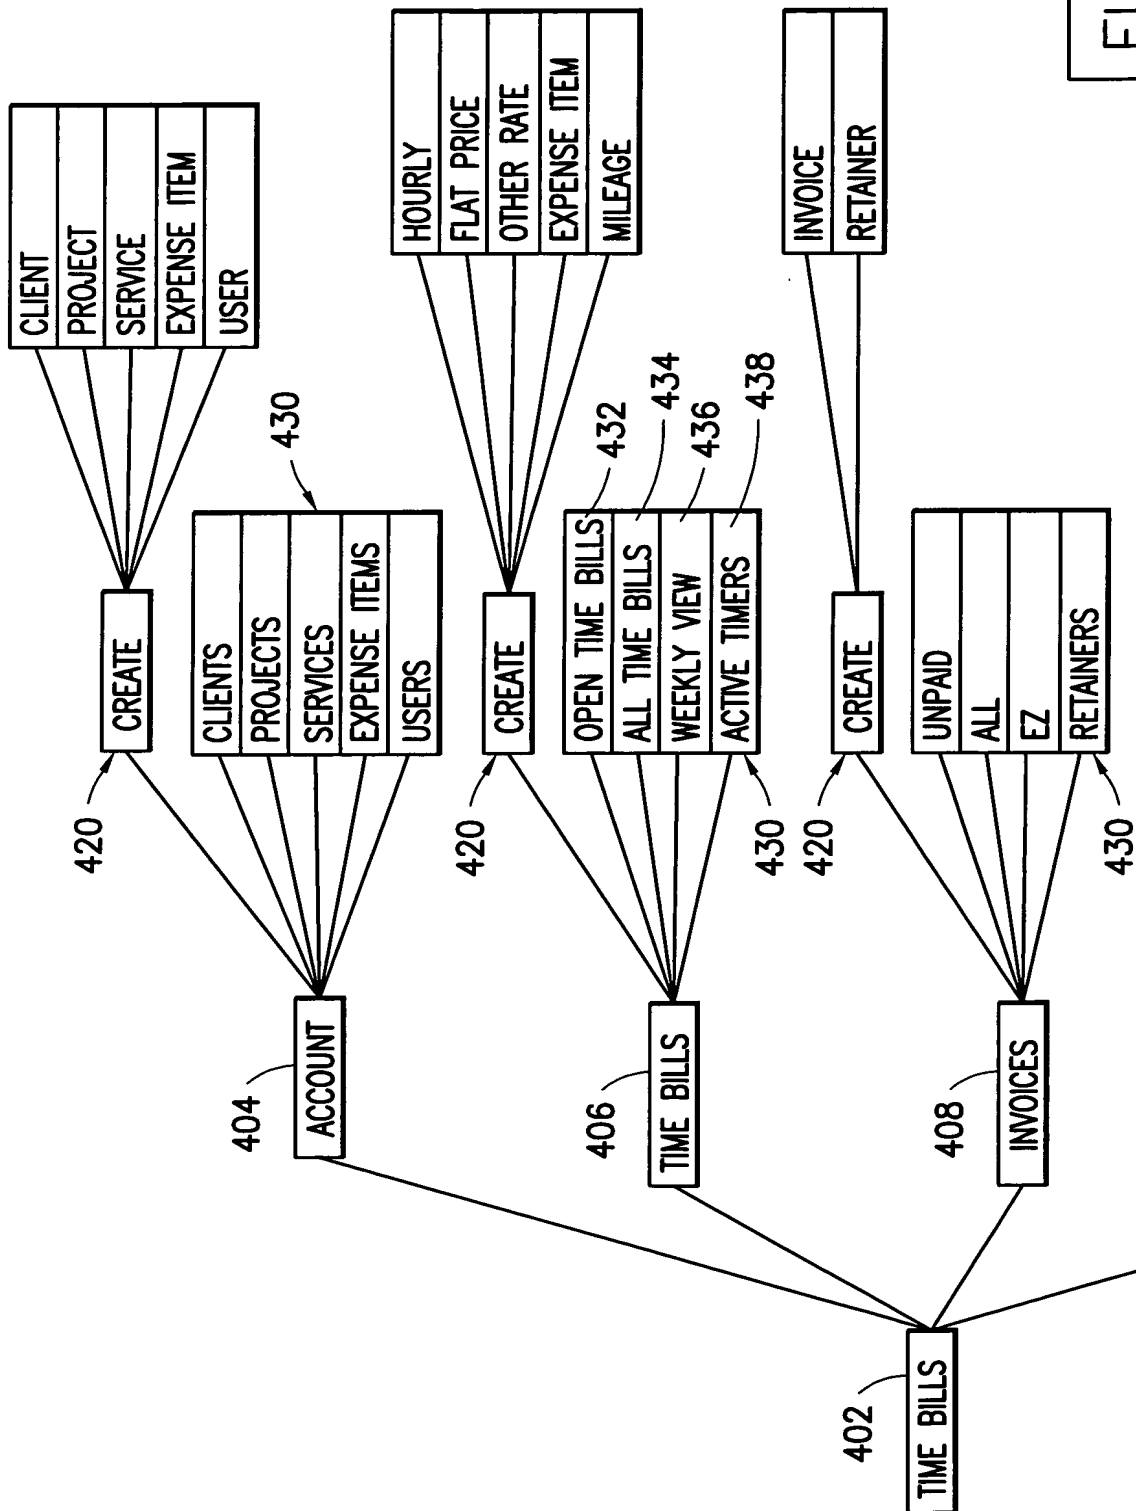 CLIENT
PROJECT
SERVICE
EXPENSE ITEM
USER
420
CREATE
430
CLIENTS
PROJECTS
SERVICES
EXPENSE ITEMS
USERS
404
ACCOUNT
HOURLY
FLAT PRICE
OTHER RATE
EXPENSE ITEM
MILEAGE
420
CREATE
OPEN TIME BILLS
432
ALL TIME BILLS
434
WEEKLY VIEW
436
ACTIVE TIMERS
438
430
406
TIME BILLS
INVOICE
RETAINER
420
CREATE
UNPAID
ALL
EZ
RETAINERS
430
408
INVOICES
402
TIME BILLS